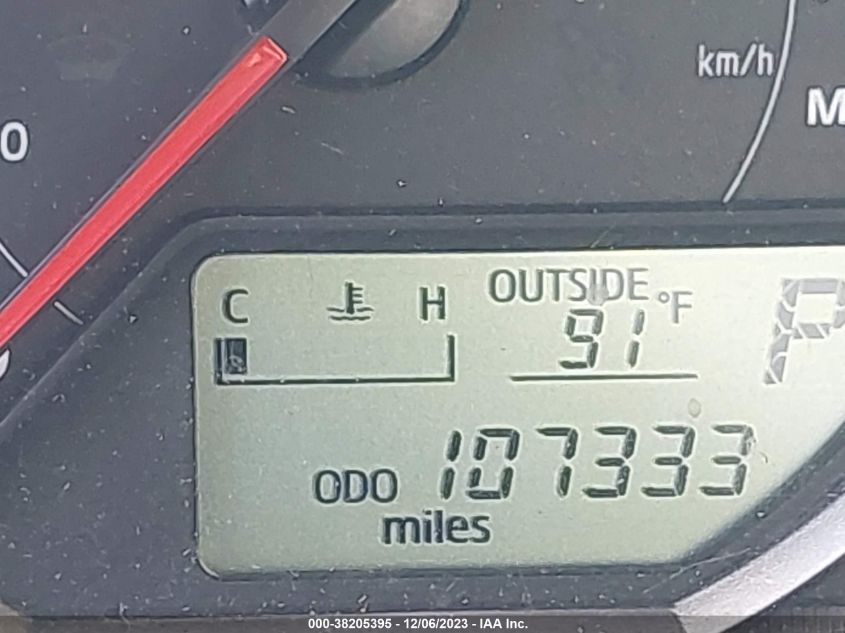 km/h
0
OUTSIDE
C H °F
91
P
ODO 107333
miles
000-38205395 - 12/06/2023 - IAA Inc.